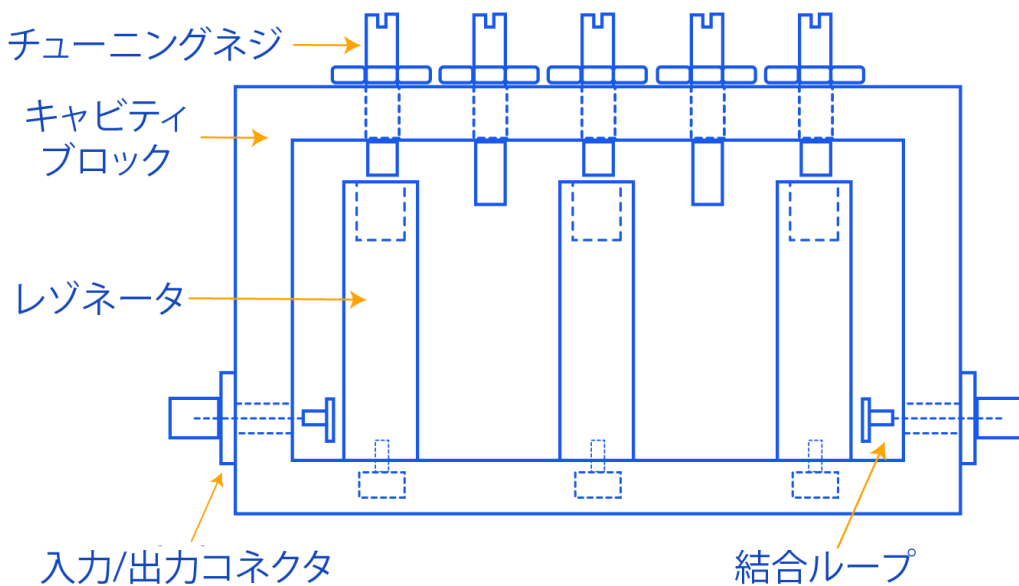 チューニングネジ
キャビティ
ブロック
レゾネータ
入力/出力コネクタ
結合ループ